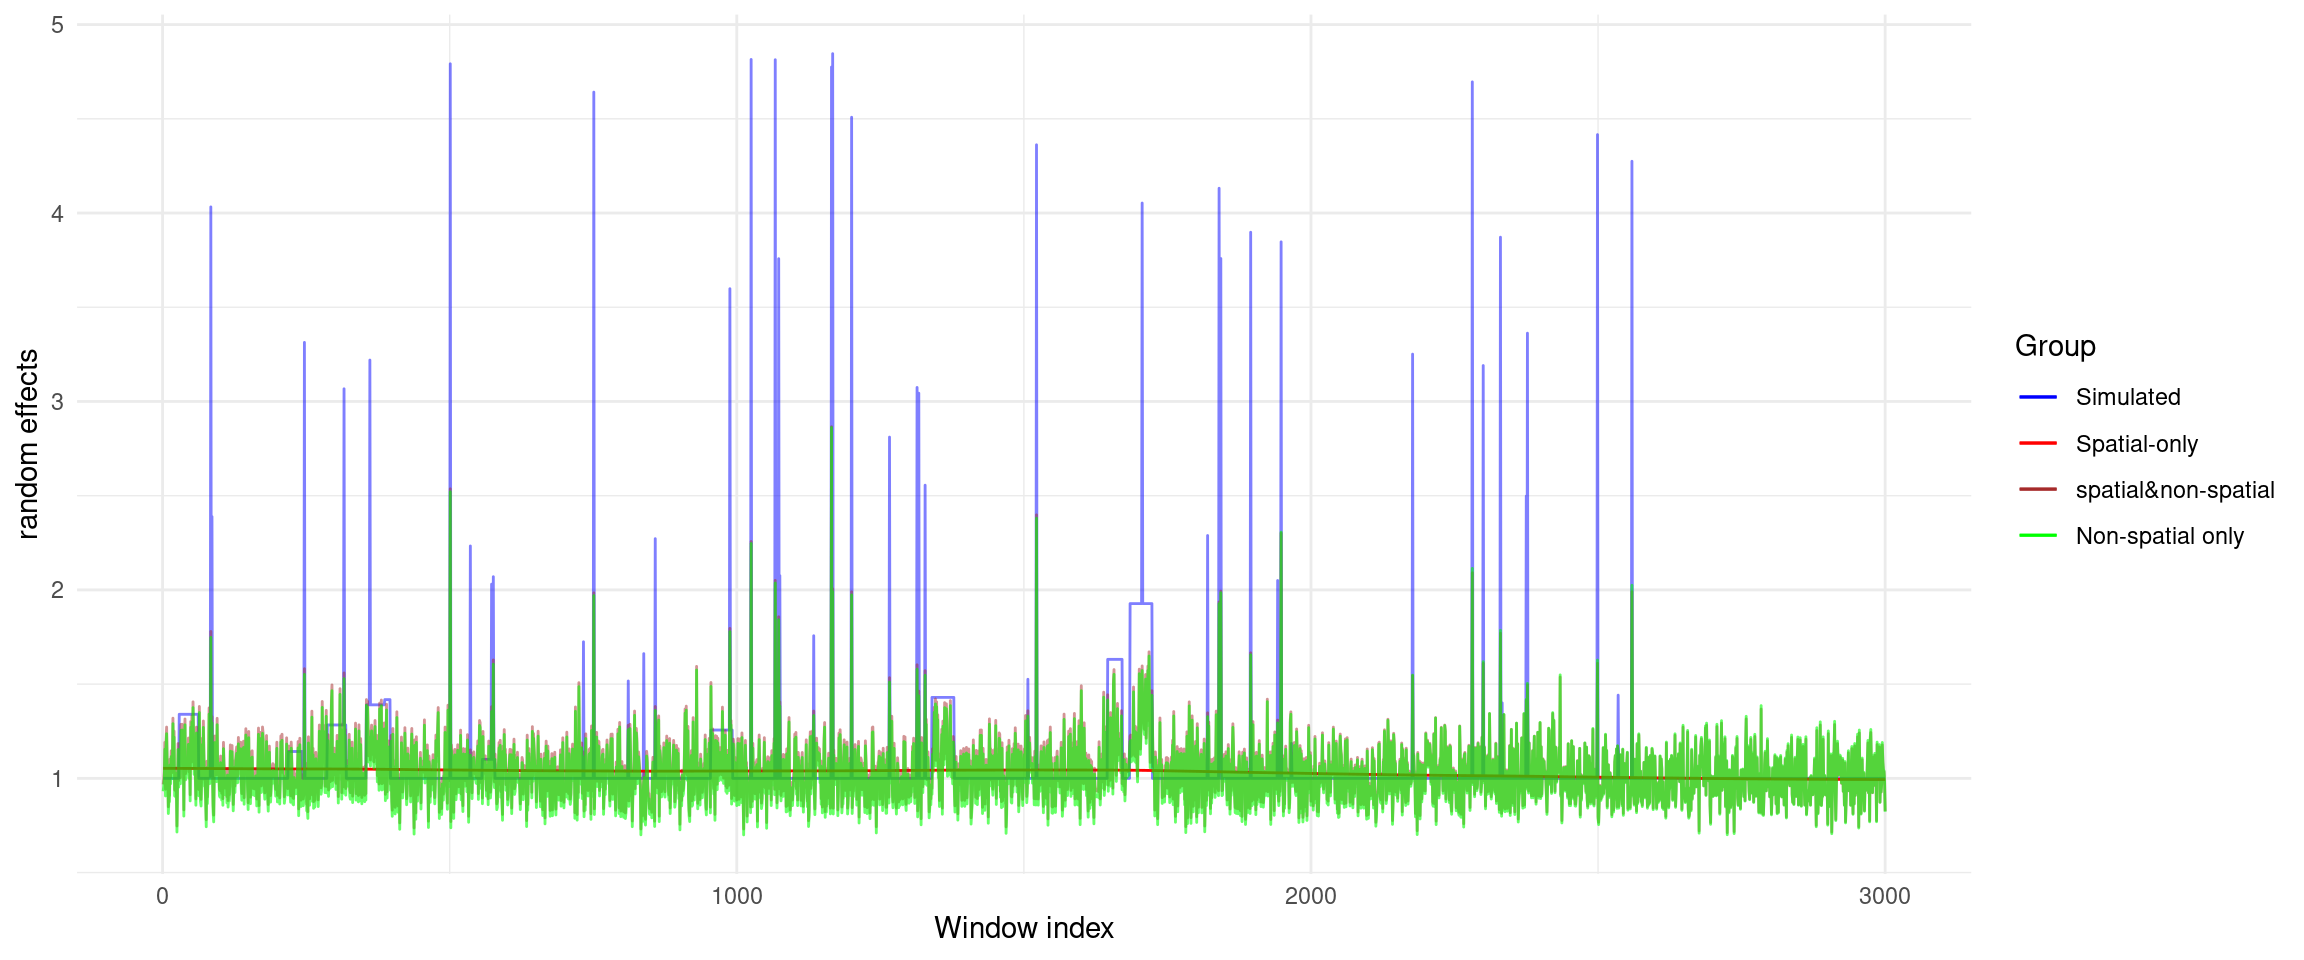 5
4
3
2
1
random effects
0
1000
2000
3000
Window index
Group
Simulated
Spatial-only
spatial&non-spatial
Non-spatial only